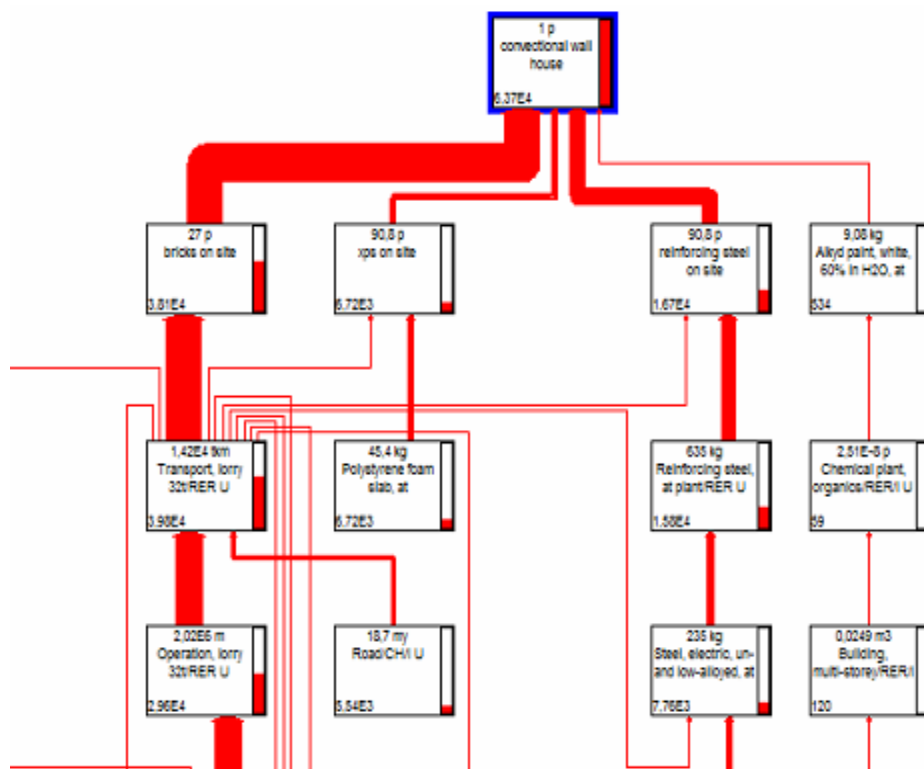 1 p
convectional wall
house
6.37E4
27 p
bricks on site
3.81E4
90,8 p
xps on site
6.72E3
90,8 p
reinforcing steel
on site
1.67E4
9,08 kg
Alkyd paint, white,
60% in H2O, at
534
1,42E4 tkm
Transport, lorry
32t/RER U
3.98E4
45,4 kg
Polystyrene foam
slab, at
6.72E3
635 kg
Reinforcing steel,
at plant/RER U
1.58E4
2,51E-8 p
Chemical plant,
organics/RER/I U
59
2,02E6 m
Operation, lorry
32t/RER U
2.96E4
18,7 my
Road/CH/I U
5.54E3
235 kg
Steel, electric, un-
and low-alloyed, at
7.76E3
0,0249 m3
Building,
multi-storey/RER/I
120